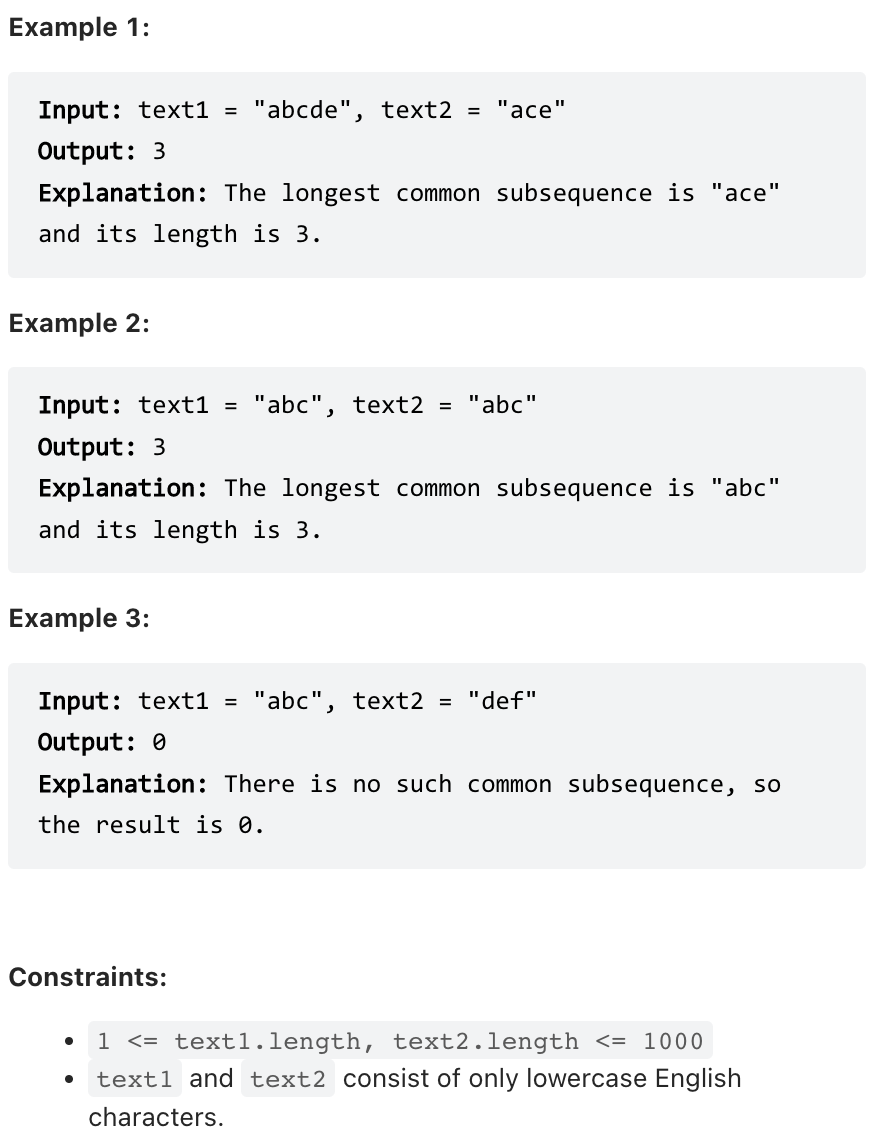 Example 1:
Input: text1 = "abcde", text2 = "ace"
Output: 3
Explanation: The longest common subsequence is "ace"
and its length is 3.
Example 2:
Input: text1 = "abc", text2 = "abc"
Output: 3
Explanation: The longest common subsequence is "abc"
and its length is 3.
Example 3:
Input: text1 = "abc", text2 = "def"
Output: 0
Explanation: There is no such common subsequence, so
the result is 0.
Constraints:
• 1 <= text1.length, text2.length <= 1000
• text1 and text2 consist of only lowercase English
characters.